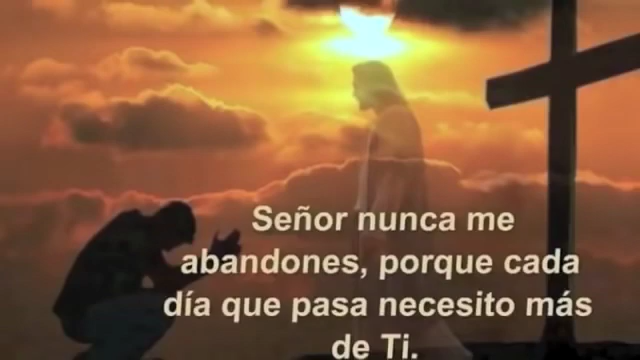 Señor nunca me
abandones, porque cada
día que pasa necesito más
de Ti.